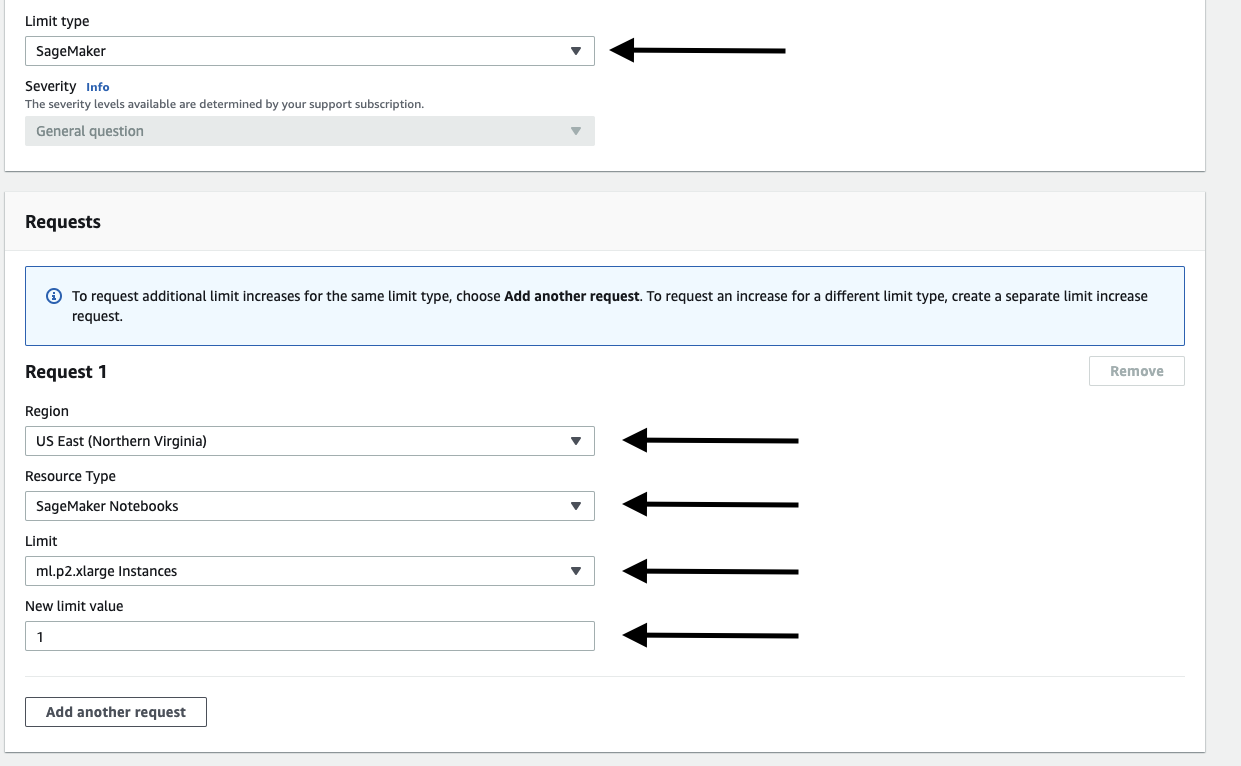 Limit type
SageMaker
Severity Info
The severity levels available are determined by your support subscription.
General question
Requests
To request additional limit increases for the same limit type, choose Add another request. To request an increase for a different limit type, create a separate limit increase
request.
Request 1
Remove
Region
US East (Northern Virginia)
Resource Type
SageMaker Notebooks
Limit
ml.p2.xlarge Instances
New limit value
1
Add another request